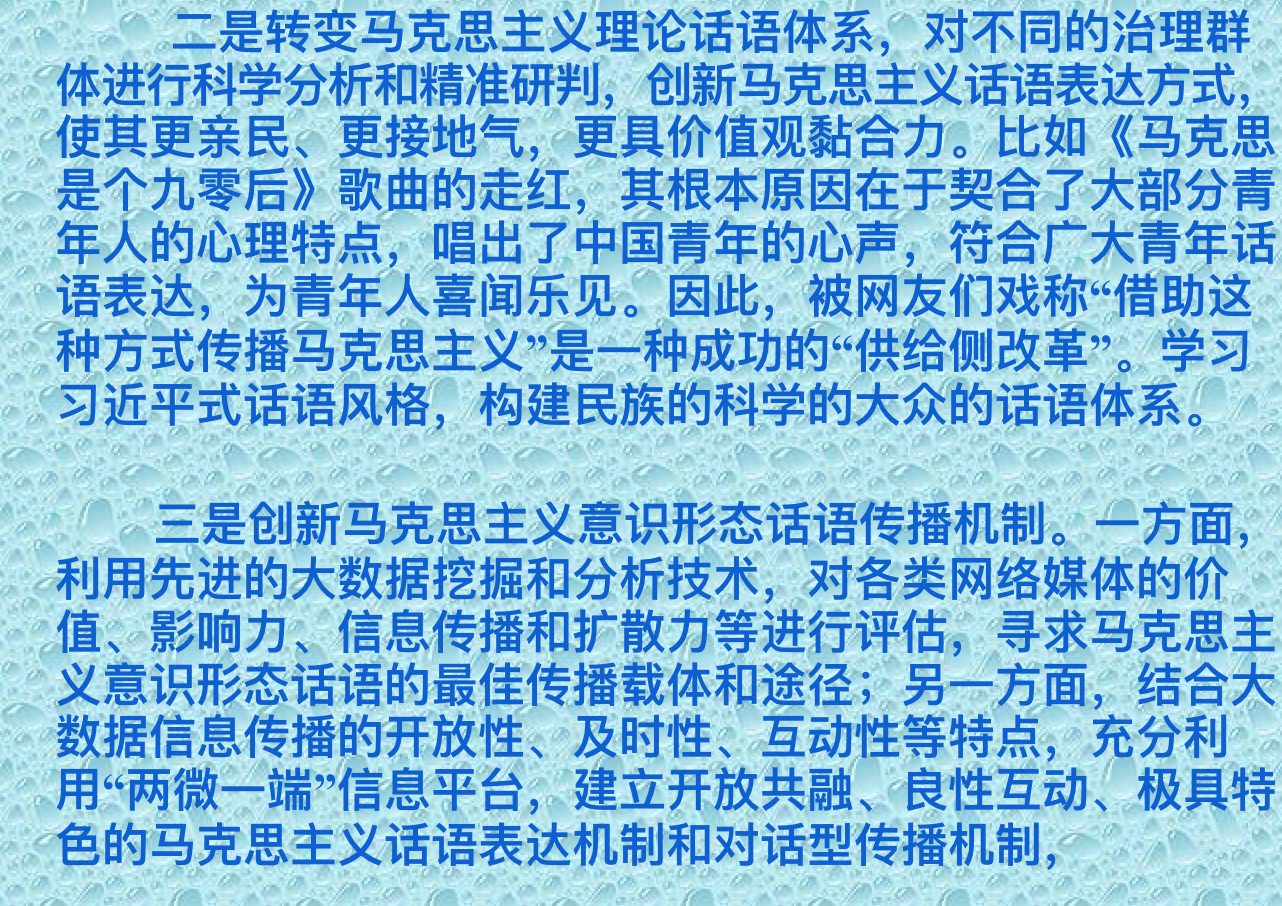 二是转变马克思主义理论话语体系，对不同的治理群
体进行科学分析和精准研判，创新马克思主义话语表达方式，
使其更亲民、更接地气，更具价值观黏合力。比如《马克思
是个九零后》歌曲的走红，其根本原因在于契合了大部分青
年人的心理特点，唱出了中国青年的心声，符合广大青年话
语表达，为青年人喜闻乐见。因此，被网友们戏称“借助这
种方式传播马克思主义”是一种成功的“供给侧改革”。学习
习近平式话语风格，构建民族的科学的大众的话语体系。
三是创新马克思主义意识形态话语传播机制。一方面，
利用先进的大数据挖掘和分析技术，对各类网络媒体的价
值、影响力、信息传播和扩散力等进行评估，寻求马克思主
义意识形态话语的最佳传播载体和途径；另一方面，结合大
数据信息传播的开放性、及时性、互动性等特点，充分利
用“两微一端”信息平台，建立开放共融、良性互动、极具特
色的马克思主义话语表达机制和对话型传播机制，